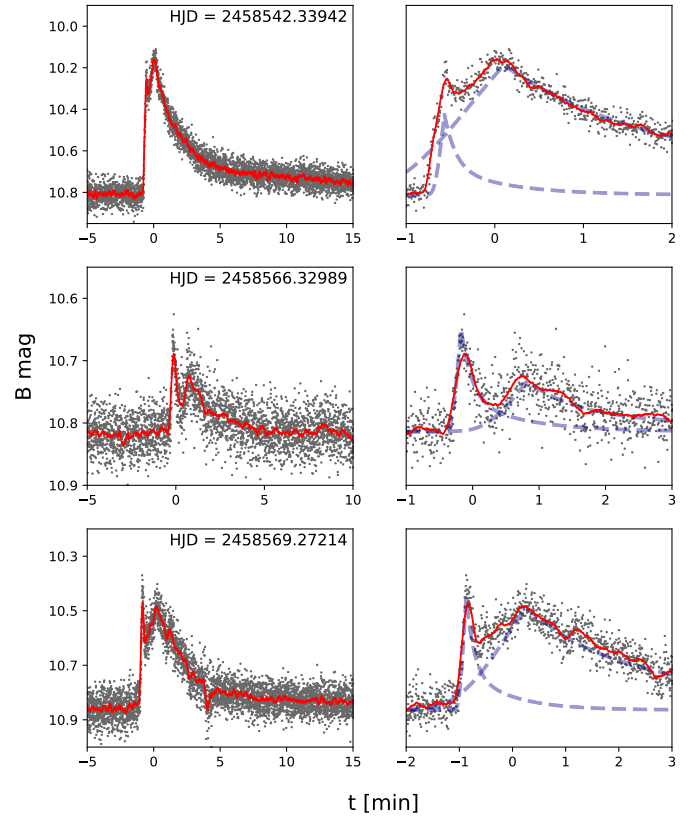 HJD = 2458542.33942
10.0
10.2
10.4
10.6
10.8
-5 0 5 10 15
-1 0 1 2
HJD = 2458566.32989
10.6
10.7
10.8
10.9
-5 0 5 10
-1 0 1 2 3
B mag
HJD = 2458569.27214
10.3
10.5
10.7
10.9
-5 0 5 10 15
-2 -1 0 1 2 3
t [min]